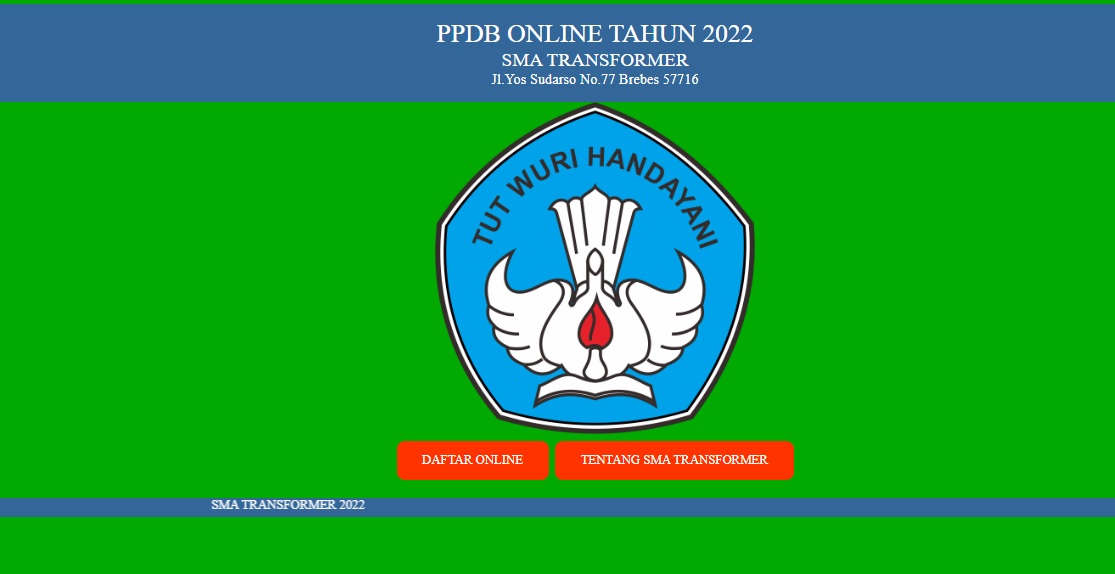 PPDB ONLINE TAHUN 2022
SMA TRANSFORMER
Jl.Yos Sudarso No.77 Brebes 57716
TUT WURI HANDAYANI
DAFTAR ONLINE
TENTANG SMA TRANSFORMER
SMA TRANSFORMER 2022